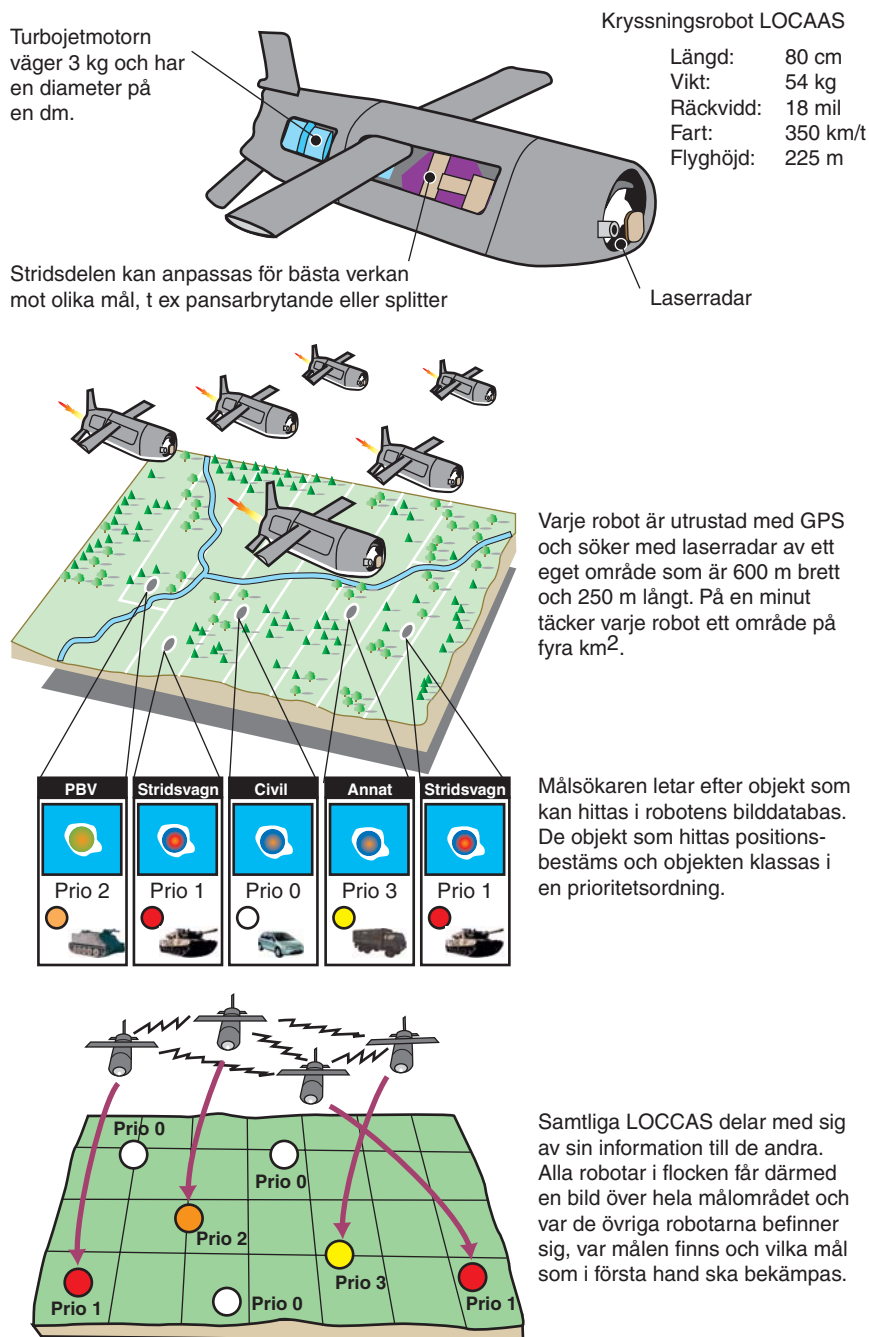 Kryssningsrobot LOCAAS
Längd: 80 cm
Vikt: 54 kg
Räckvidd: 18 mil
Fart: 350 km/t
Flyghöjd: 225 m
Turbojetmotorn
väger 3 kg och har
en diameter på
en dm.
Stridsdelen kan anpassas för bästa verkan
mot olika mål, t ex pansarbrytande eller splitter
Laserradar
Varje robot är utrustad med GPS
och söker med laserradar av ett
eget område som är 600 m brett
och 250 m långt. På en minut
täcker varje robot ett område på
fyra km2.
PBV Stridsvagn Civil Annat Stridsvagn
Prio 2 Prio 1 Prio 0 Prio 3 Prio 1
Målsökaren letar efter objekt som
kan hittas i robotens bilddatabas.
De objekt som hittas positions-
bestäms och objekten klassas i
en prioritetsordning.
Prio 0
Prio 0
Prio 2
Prio 3
Prio 1 Prio 0 Prio 1
Samtliga LOCCAS delar med sig
av sin information till de andra.
Alla robotar i flocken får därmed
en bild över hela målområdet och
var de övriga robotarna befinner
sig, var målen finns och vilka mål
som i första hand ska bekämpas.